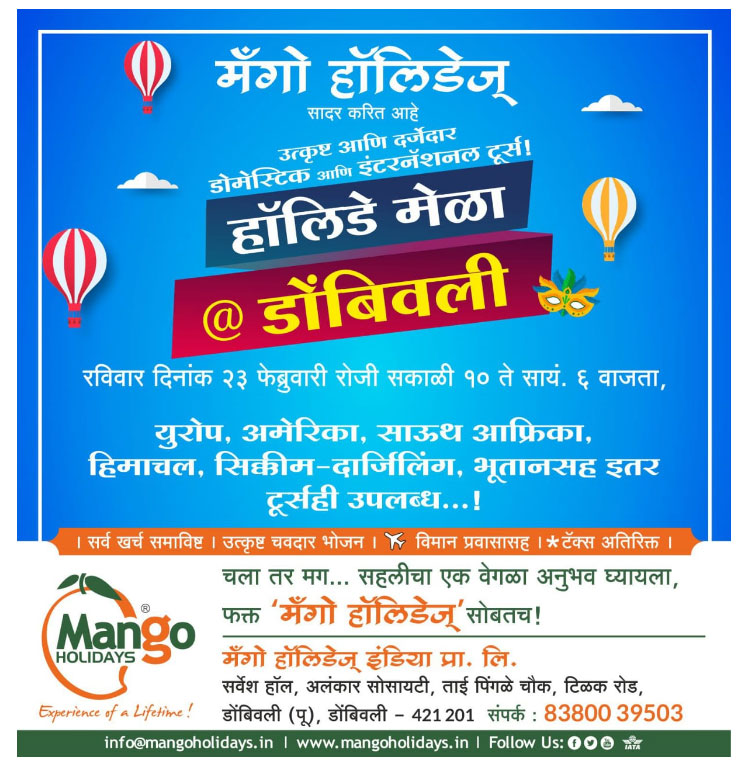 मँगो हॉलिडेज्
सादर करित आहे
उत्कृष्ट आणि दर्जेदार
डोमेस्टिक आणि इंटरनॅशनल टूर्स!
हॉलिडे मेळा
@ डोंबिवली
रविवार दिनांक २३ फेब्रुवारी रोजी सकाळी १० ते सायं. ६ वाजता,
युरोप, अमेरिका, साऊथ आफ्रिका,
हिमाचल, सिक्कीम-दार्जिलिंग, भूतानसह इतर
टूर्सही उपलब्ध...!
। सर्व खर्च समाविष्ट । उत्कृष्ट चवदार भोजन । विमान प्रवासासह ।*टॅक्स अतिरिक्त ।
चला तर मग... सहलीचा एक वेगळा अनुभव घ्यायला,
फक्त 'मँगो हॉलिडेज्' सोबतच!
Mango®
HOLIDAYS
Experience of a Lifetime!
मँगो हॉलिडेज् इंडिया प्रा. लि.
सर्वेश हॉल, अलंकार सोसायटी, ताई पिंगळे चौक, टिळक रोड,
डोंबिवली (पू), डोंबिवली – 421 201 संपर्क : 83800 39503
info@mangoholidays.in | www.mangoholidays.in | Follow Us: IATA